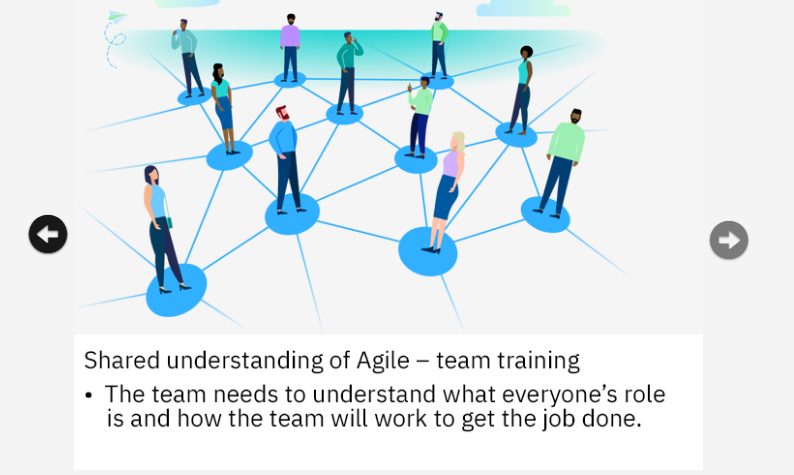 Shared understanding of Agile – team training
• The team needs to understand what everyone’s role
is and how the team will work to get the job done.